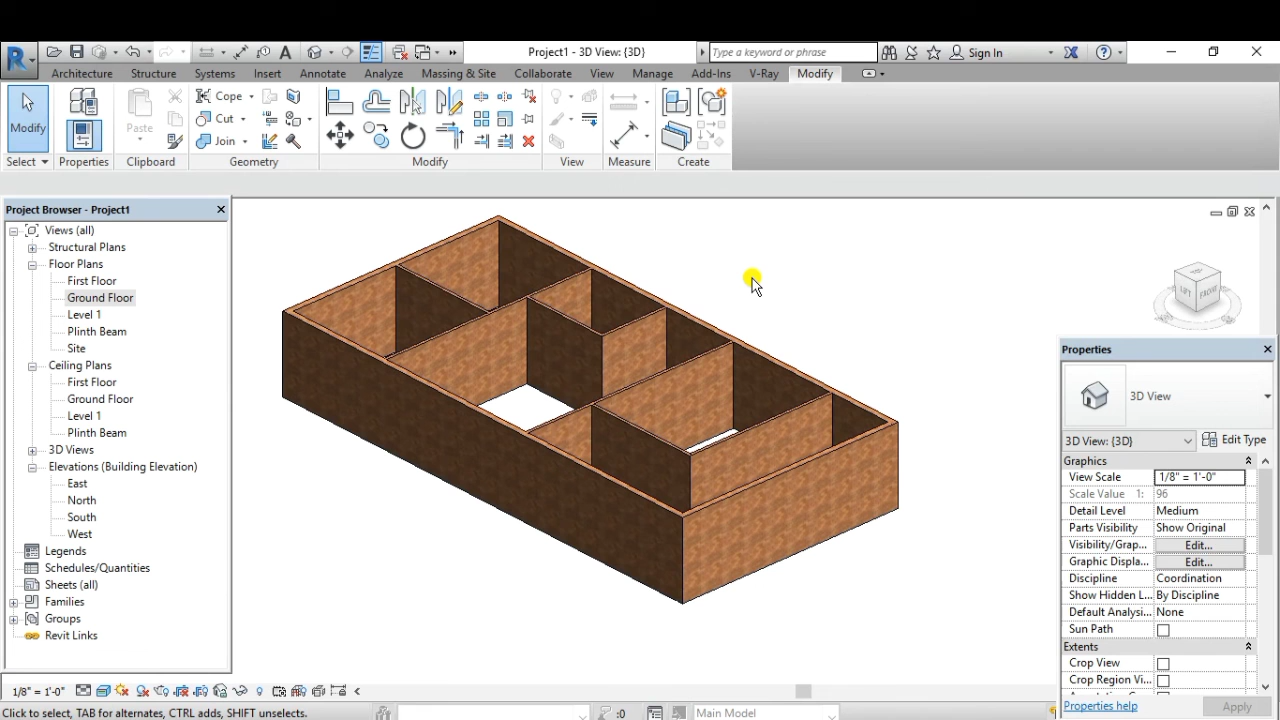 Project1 - 3D View: {3D}
Type a keyword or phrase
Sign In
Architecture Structure Systems Insert Annotate Analyze Massing & Site Collaborate View Manage Add-Ins V-Ray Modify
Modify
Paste
Cope
Cut
Join
Select Properties Clipboard Geometry Modify View Measure Create
Project Browser - Project1
Views (all)
Structural Plans
Floor Plans
First Floor
Ground Floor
Level 1
Plinth Beam
Site
Ceiling Plans
First Floor
Ground Floor
Level 1
Plinth Beam
3D Views
Elevations (Building Elevation)
East
North
South
West
Legends
Schedules/Quantities
Sheets (all)
Families
Groups
Revit Links
LEFT FRONT
Properties
3D View
3D View: {3D} Edit Type
Graphics
View Scale 1/8" = 1'-0"
Scale Value 1: 96
Detail Level Medium
Parts Visibility Show Original
Visibility/Grap... Edit...
Graphic Displa... Edit...
Discipline Coordination
Show Hidden L... By Discipline
Default Analysi... None
Sun Path
Extents
Crop View
Crop Region Vi...
Properties help Apply
1/8" = 1'-0"
Click to select, TAB for alternates, CTRL adds, SHIFT unselects. :0 Main Model